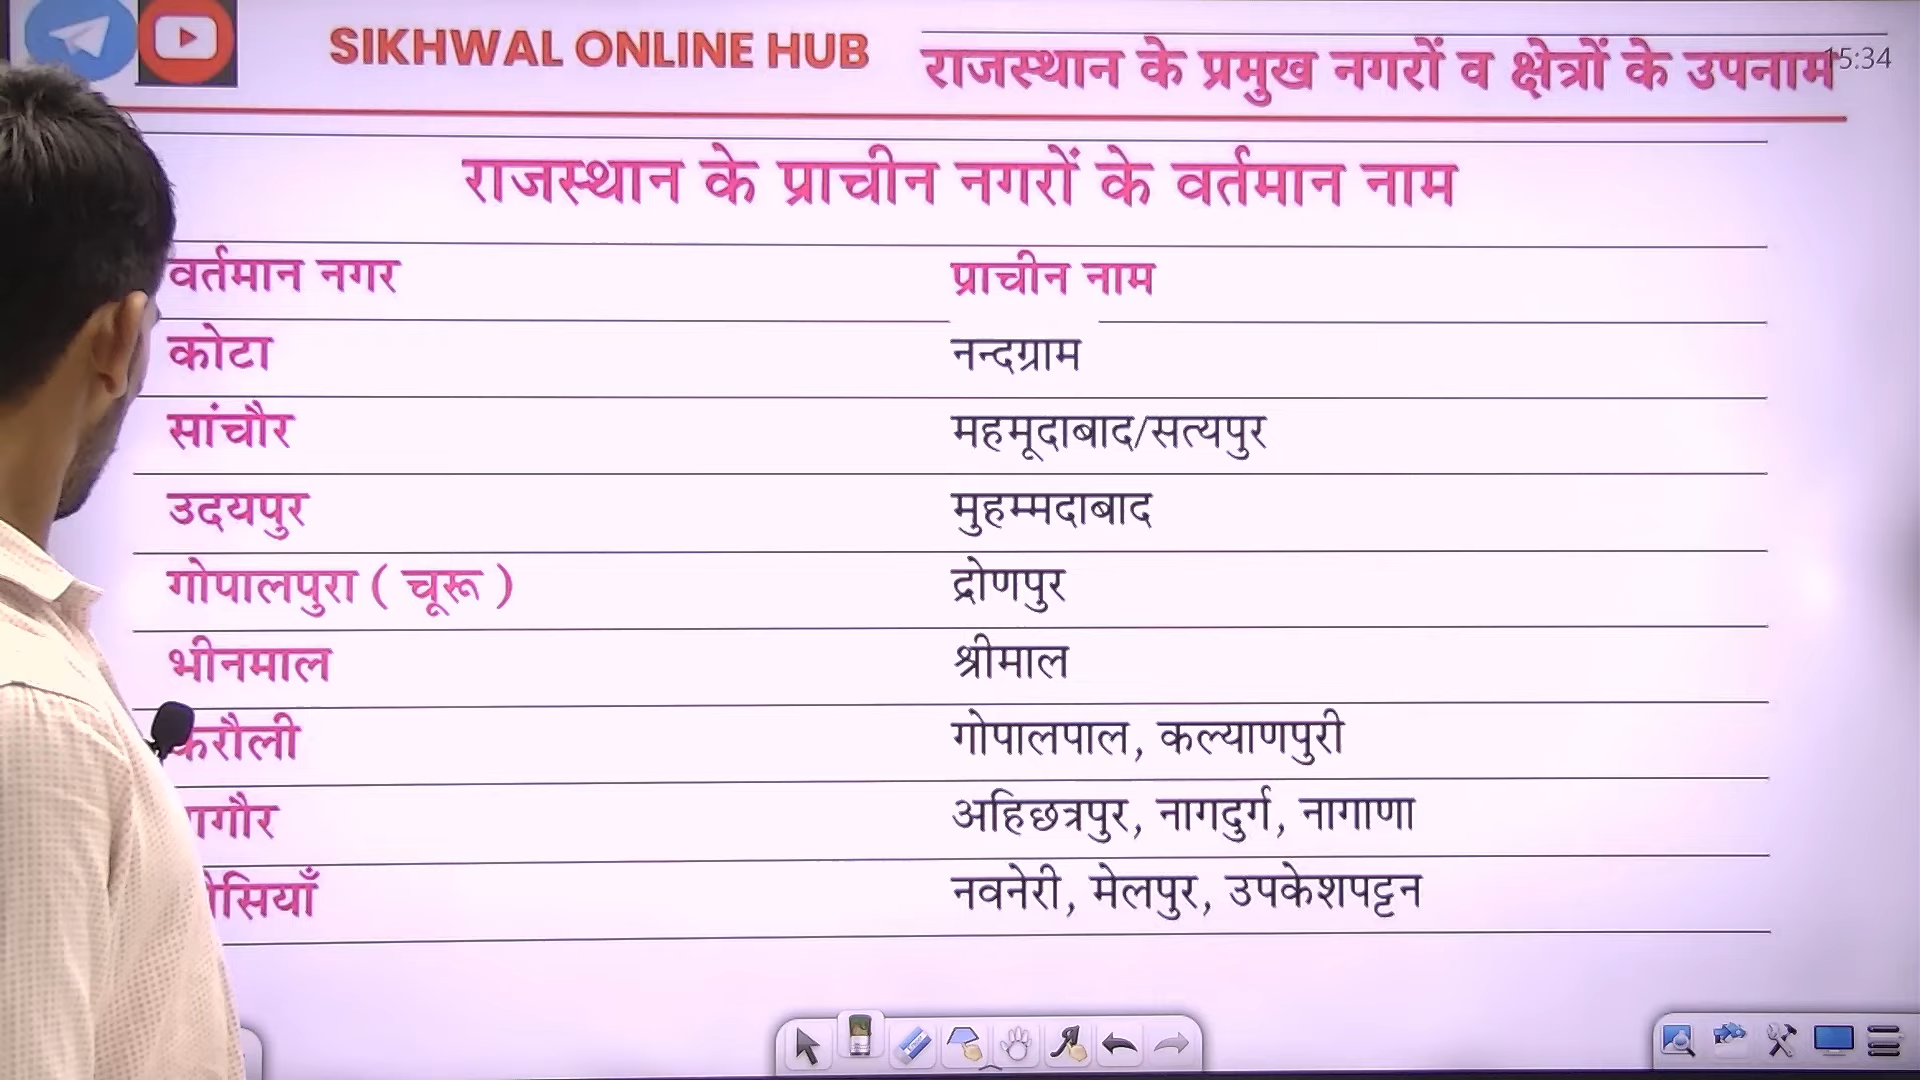 SIKHWAL ONLINE HUB
राजस्थान के प्रमुख नगरों व क्षेत्रों के उपनाम
15:34
राजस्थान के प्राचीन नगरों के वर्तमान नाम
वर्तमान नगर प्राचीन नाम
कोटा नन्दग्राम
सांचौर महमूदाबाद/सत्यपुर
उदयपुर मुहम्मदाबाद
गोपालपुरा ( चूरू ) द्रोणपुर
भीनमाल श्रीमाल
करौली गोपालपाल, कल्याणपुरी
अहिछत्रपुर, नागदुर्ग, नागाणा
नवनेरी, मेलपुर, उपकेशपट्टन